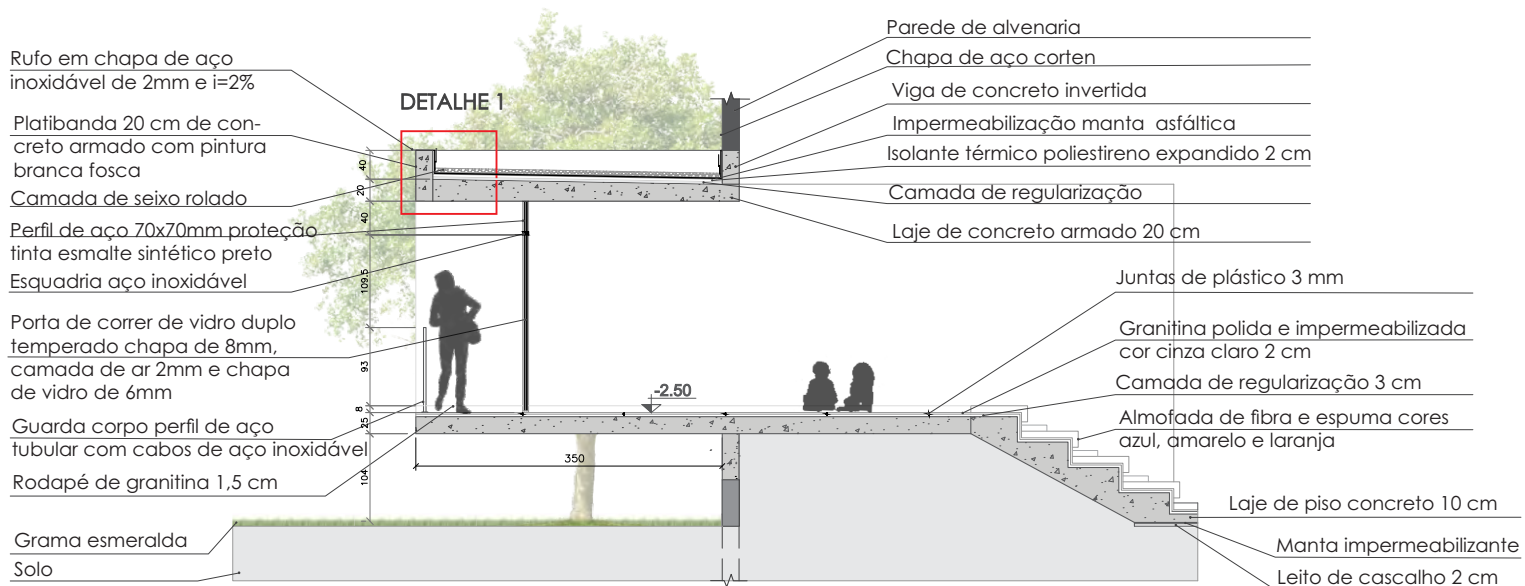 Rufo em chapa de aço
inoxidável de 2mm e i=2%
Platibanda 20 cm de con-
creto armado com pintura
branca fosca
Camada de seixo rolado
Perfil de aço 70x70mm proteção
tinta esmalte sintético preto
Esquadria aço inoxidável
Porta de correr de vidro duplo
temperado chapa de 8mm,
camada de ar 2mm e chapa
de vidro de 6mm
Guarda corpo perfil de aço
tubular com cabos de aço inoxidável
Rodapé de granitina 1,5 cm
Grama esmeralda
Solo
DETALHE 1
40
20
40
109.5
93
8
25
104
350
-2.50
Parede de alvenaria
Chapa de aço corten
Viga de concreto invertida
Impermeabilização manta asfáltica
Isolante térmico poliestireno expandido 2 cm
Camada de regularização
Laje de concreto armado 20 cm
Juntas de plástico 3 mm
Granitina polida e impermeabilizada
cor cinza claro 2 cm
Camada de regularização 3 cm
Almofada de fibra e espuma cores
azul, amarelo e laranja
Laje de piso concreto 10 cm
Manta impermeabilizante
Leito de cascalho 2 cm